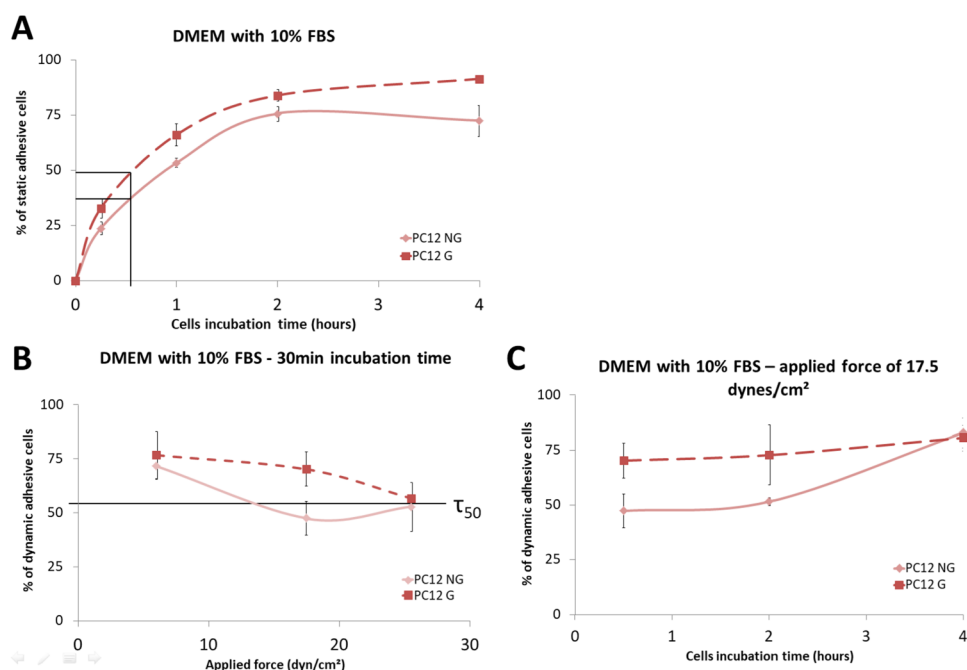 A
DMEM with 10% FBS
% of static adhesive cells
100
75
50
25
0
PC12 NG
PC12 G
0 1 2 3 4
Cells incubation time (hours)
B
DMEM with 10% FBS - 30min incubation time
% of dynamic adhesive cells
100
75
50
25
0
τ50
PC12 NG
PC12 G
0 10 20 30
Applied force (dyn/cm²)
C
DMEM with 10% FBS – applied force of 17.5
dynes/cm²
% of dynamic adhesive cells
100
75
50
25
0
PC12 NG
PC12 G
0 1 2 3 4
Cells incubation time (hours)